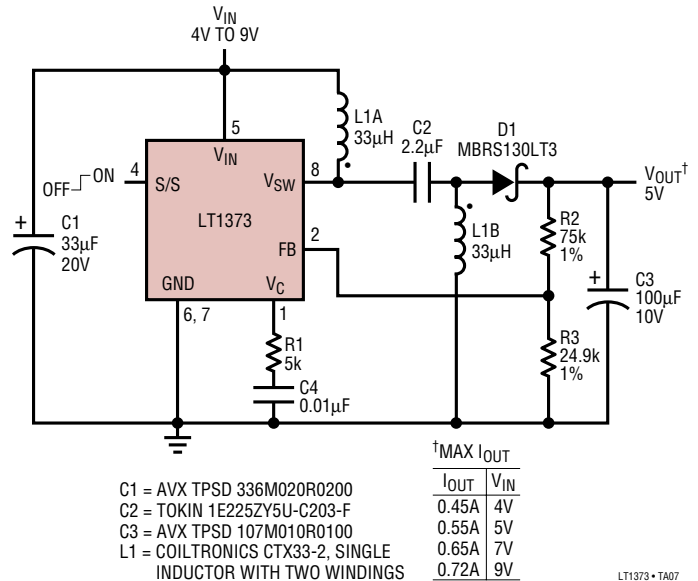 VIN
4V TO 9V
L1A
33µH
C2
2.2µF
D1
MBRS130LT3
VOUT†
5V
5
VIN
OFF ON
4
S/S
VSW
8
LT1373
FB
2
GND
VC
6, 7
1
+
C1
33µF
20V
L1B
33µH
R2
75k
1%
+
C3
100µF
10V
R1
5k
C4
0.01µF
R3
24.9k
1%
†MAX IOUT
IOUT VIN
0.45A 4V
0.55A 5V
0.65A 7V
0.72A 9V
C1 = AVX TPSD 336M020R0200
C2 = TOKIN 1E225ZY5U-C203-F
C3 = AVX TPSD 107M010R0100
L1 = COILTRONICS CTX33-2, SINGLE
INDUCTOR WITH TWO WINDINGS
LT1373 • TA07